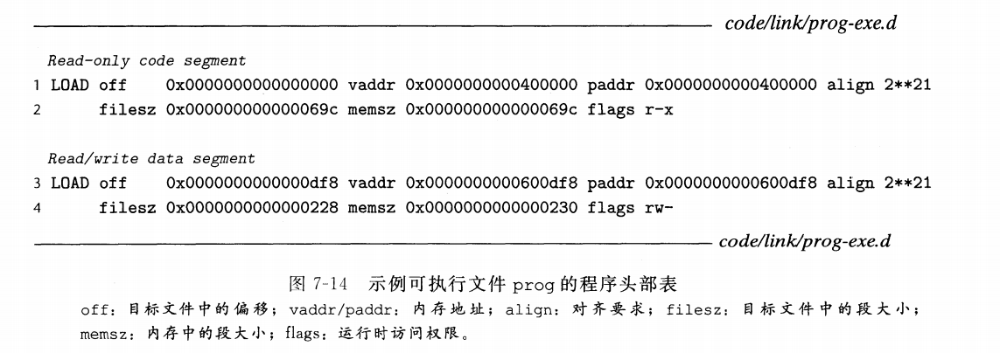 code/link/prog-exe.d
Read-only code segment
1 LOAD off 0x0000000000000000 vaddr 0x0000000000400000 paddr 0x0000000000400000 align 2**21
2 filesz 0x000000000000069c memsz 0x000000000000069c flags r-x
Read/write data segment
3 LOAD off 0x0000000000000df8 vaddr 0x0000000000600df8 paddr 0x0000000000600df8 align 2**21
4 filesz 0x0000000000000228 memsz 0x0000000000000230 flags rw-
code/link/prog-exe.d
图 7-14 示例可执行文件 prog 的程序头部表
off：目标文件中的偏移；vaddr/paddr：内存地址；align：对齐要求；filesz：目标文件中的段大小；
memsz：内存中的段大小；flags：运行时访问权限。